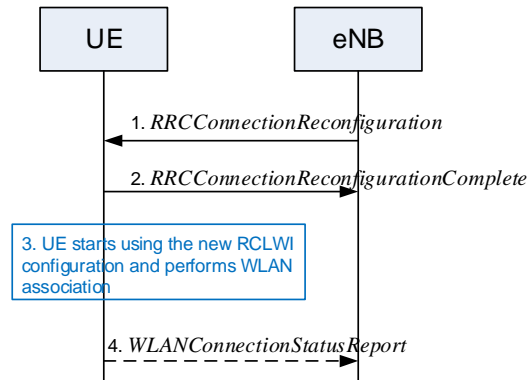 UE
eNB
1. RRCConnectionReconfiguration
2. RRCConnectionReconfigurationComplete
3. UE starts using the new RCLWI
configuration and performs WLAN
association
4. WLANConnectionStatusReport